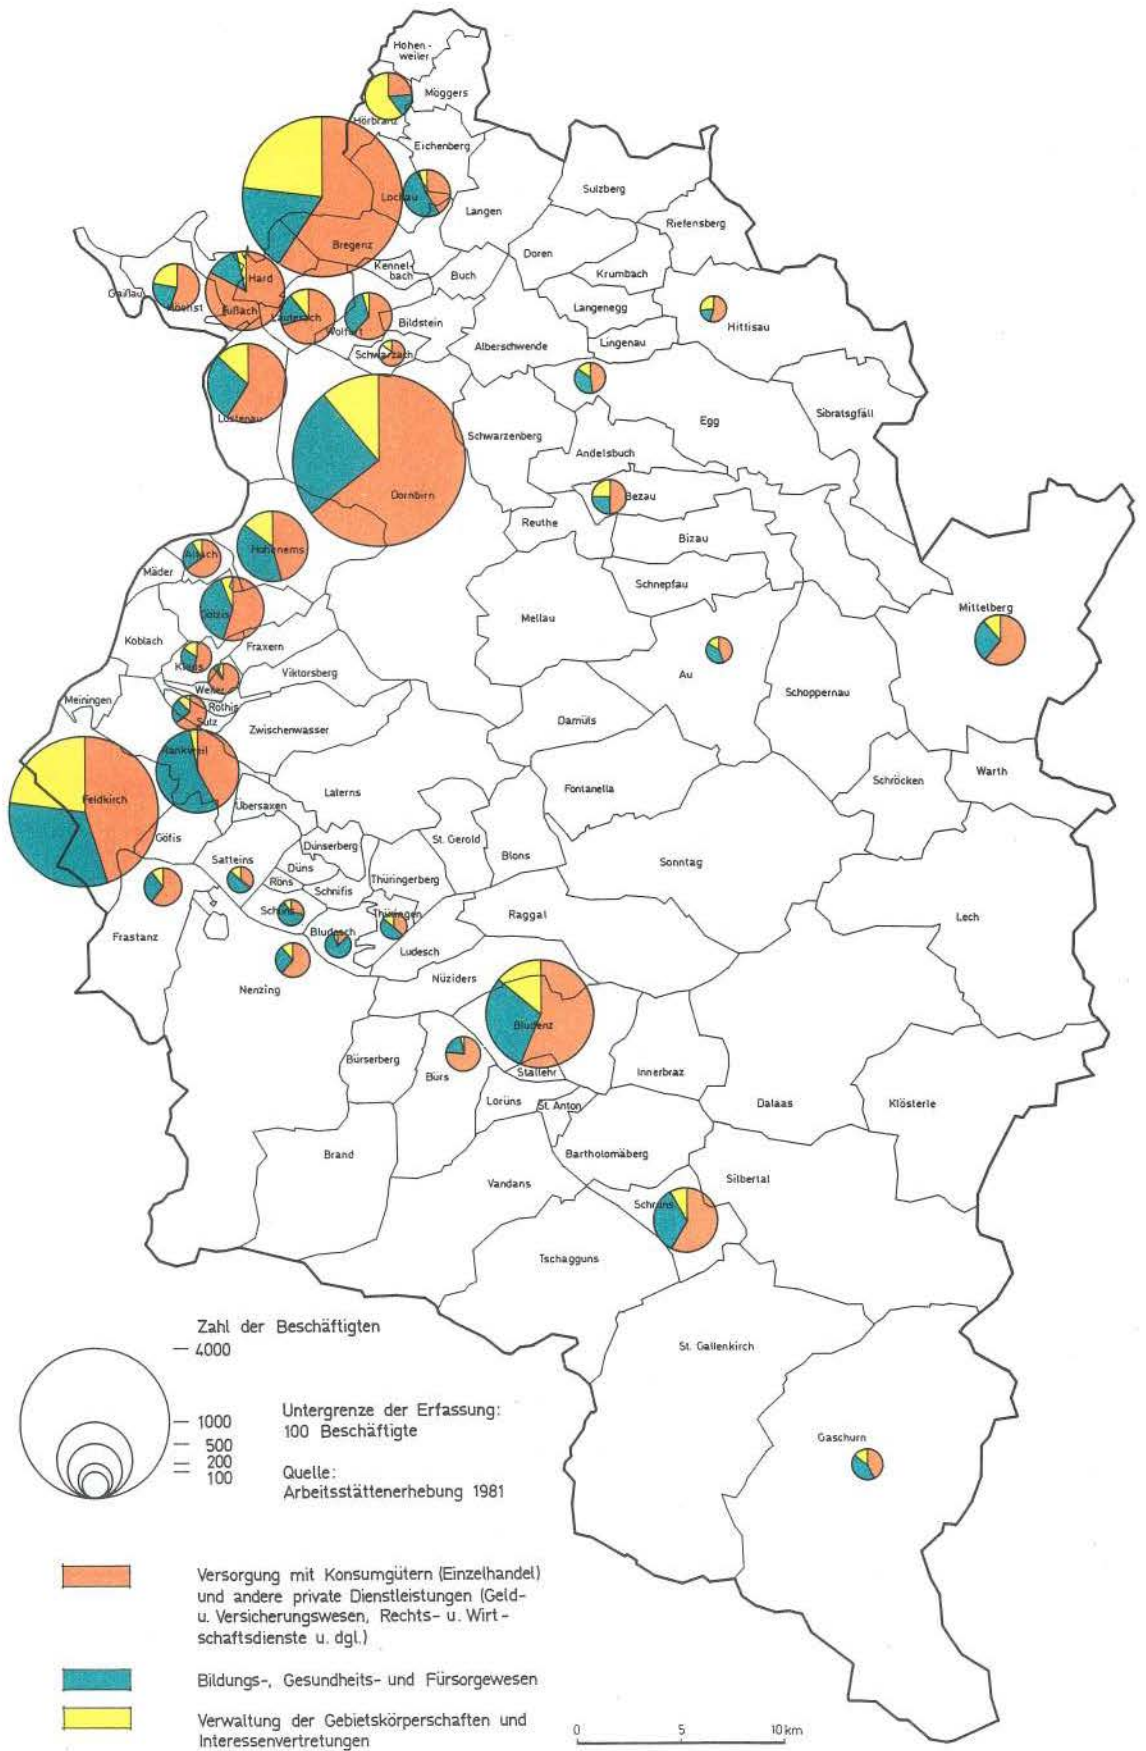 Hohen-
weiler
Möggers
Hörbranz
Eichenberg
Lochau
Langen
Sulzberg
Riefensberg
Bregenz
Doren
Kennel-
bach
Buch
Krumbach
Gaißau
Höchst
Hard
Fußach
Lauterach
Wolfurt
Bildstein
Langenegg
Hittisau
Lingenau
Schwarzach
Alberschwende
Lustenau
Egg
Sibratsgfäll
Schwarzenberg
Andelsbuch
Dornbirn
Bezau
Reuthe
Bizau
Hohenems
Altach
Mäder
Schnepfau
Mittelberg
Götzis
Mellau
Koblach
Fraxern
Klaus
Viktorsberg
Au
Weiler
Schoppernau
Meiningen
Röthis
Sulz
Damüls
Zwischenwasser
Rankweil
Warth
Schröcken
Feldkirch
Laterns
Fontanella
Übersaxen
Göfis
St. Gerold
Dünserberg
Blons
Satteins
Düns
Sonntag
Röns
Thüringerberg
Schnifis
Schlins
Thüringen
Raggal
Lech
Bludesch
Frastanz
Ludesch
Nenzing
Nüziders
Bludenz
Bürserberg
Bürs
Stallehr
Innerbraz
Lorüns
St. Anton
Dalaas
Klösterle
Brand
Bartholomäberg
Vandans
Silbertal
Schruns
Tschagguns
St. Gallenkirch
Gaschurn
Zahl der Beschäftigten
4000
1000
500
200
100
Untergrenze der Erfassung:
100 Beschäftigte
Quelle:
Arbeitsstättenerhebung 1981
Versorgung mit Konsumgütern (Einzelhandel)
und andere private Dienstleistungen (Geld-
u. Versicherungswesen, Rechts- u. Wirt-
schaftsdienste u. dgl.)
Bildungs-, Gesundheits- und Fürsorgewesen
Verwaltung der Gebietskörperschaften und
Interessenvertretungen
0 5 10 km